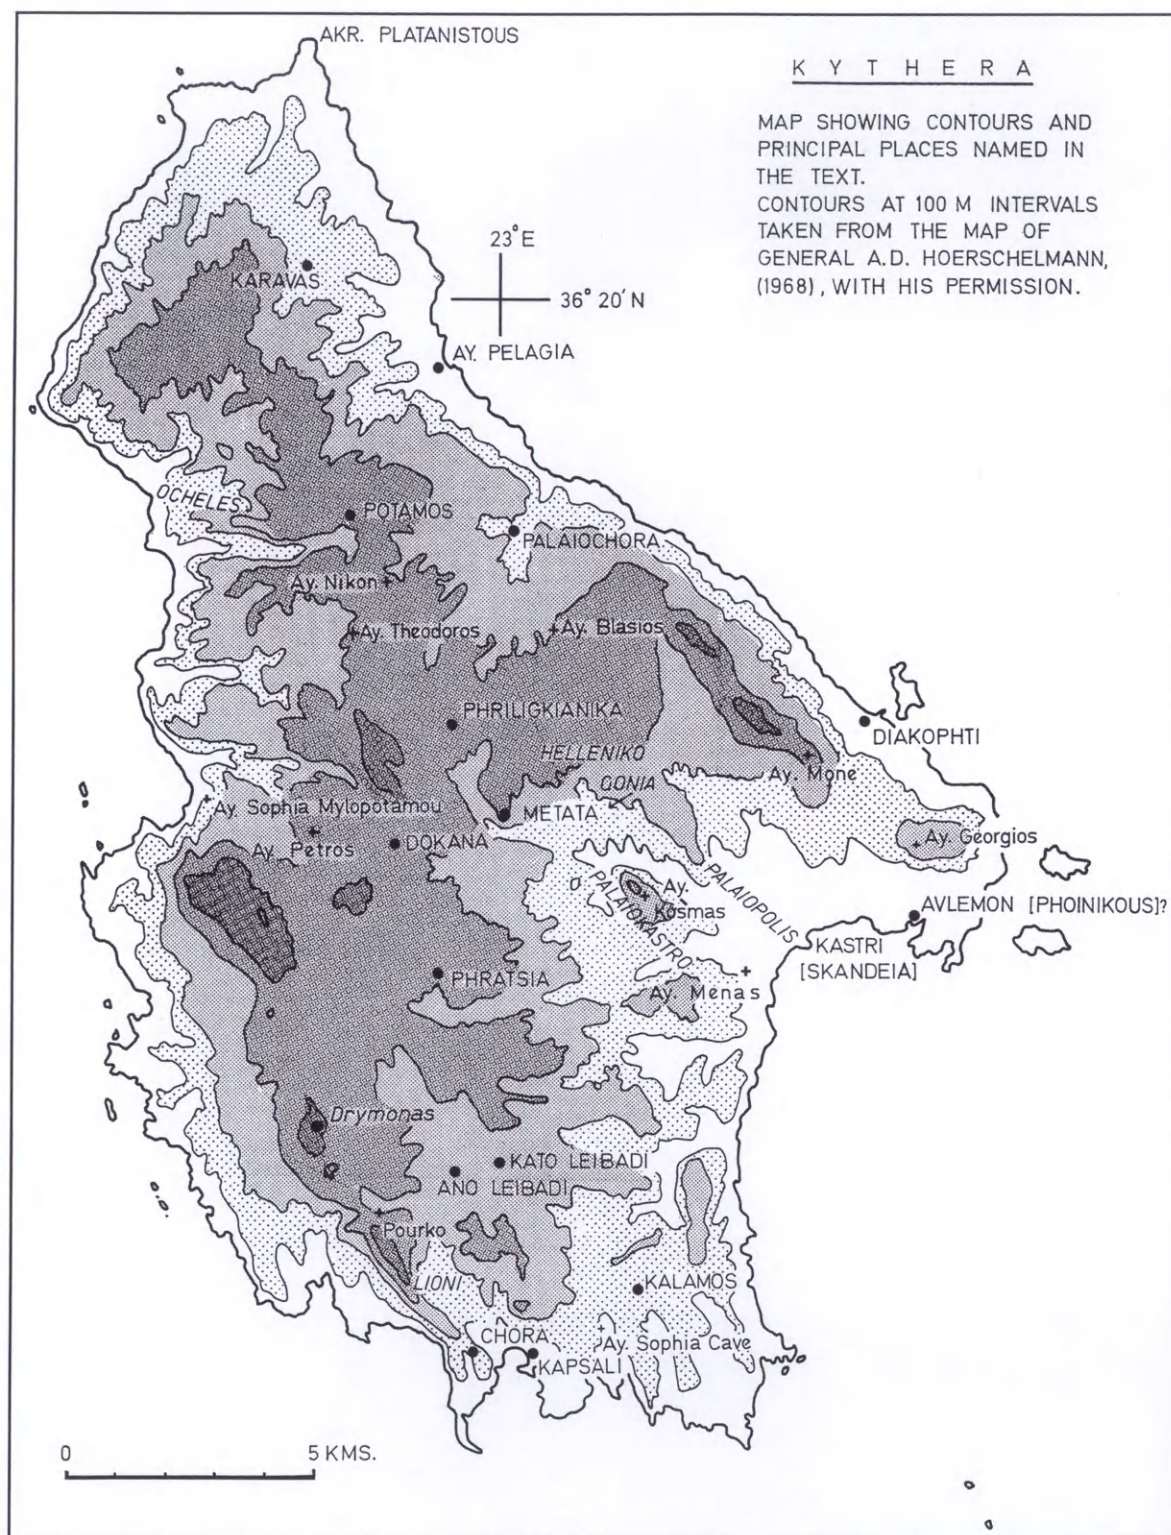 AKR. PLATANISTOUS
KYTHERA
MAP SHOWING CONTOURS AND
PRINCIPAL PLACES NAMED IN
THE TEXT.
CONTOURS AT 100 M INTERVALS
TAKEN FROM THE MAP OF
GENERAL A.D. HOERSCHELMANN,
(1968), WITH HIS PERMISSION.
23°E
36° 20′ N
KARAVAS
AY. PELAGIA
OCHELES
POTAMOS
PALAIOCHORA
Ay. Nikon
Ay. Theodoros
Ay. Blasios
PHRILIGKIANIKA
DIAKOPHTI
HELLENIKO
Ay. Mone
GONIA
Ay. Sophia Mylopotamou
METATA
Ay. Georgios
Ay. Petros
DOKANA
Ay.
Kosmas
PALAIOPOLIS
PALAIOKASTRO
AVLEMON [PHOINIKOUS]?
KASTRI
[SKANDEIA]
PHRATSIA
Ay. Menas
Drymonas
KATO LEIBADI
ANO LEIBADI
Pourko
LIONI
KALAMOS
CHORA
Ay. Sophia Cave
KAPSALI
0
5 KMS.